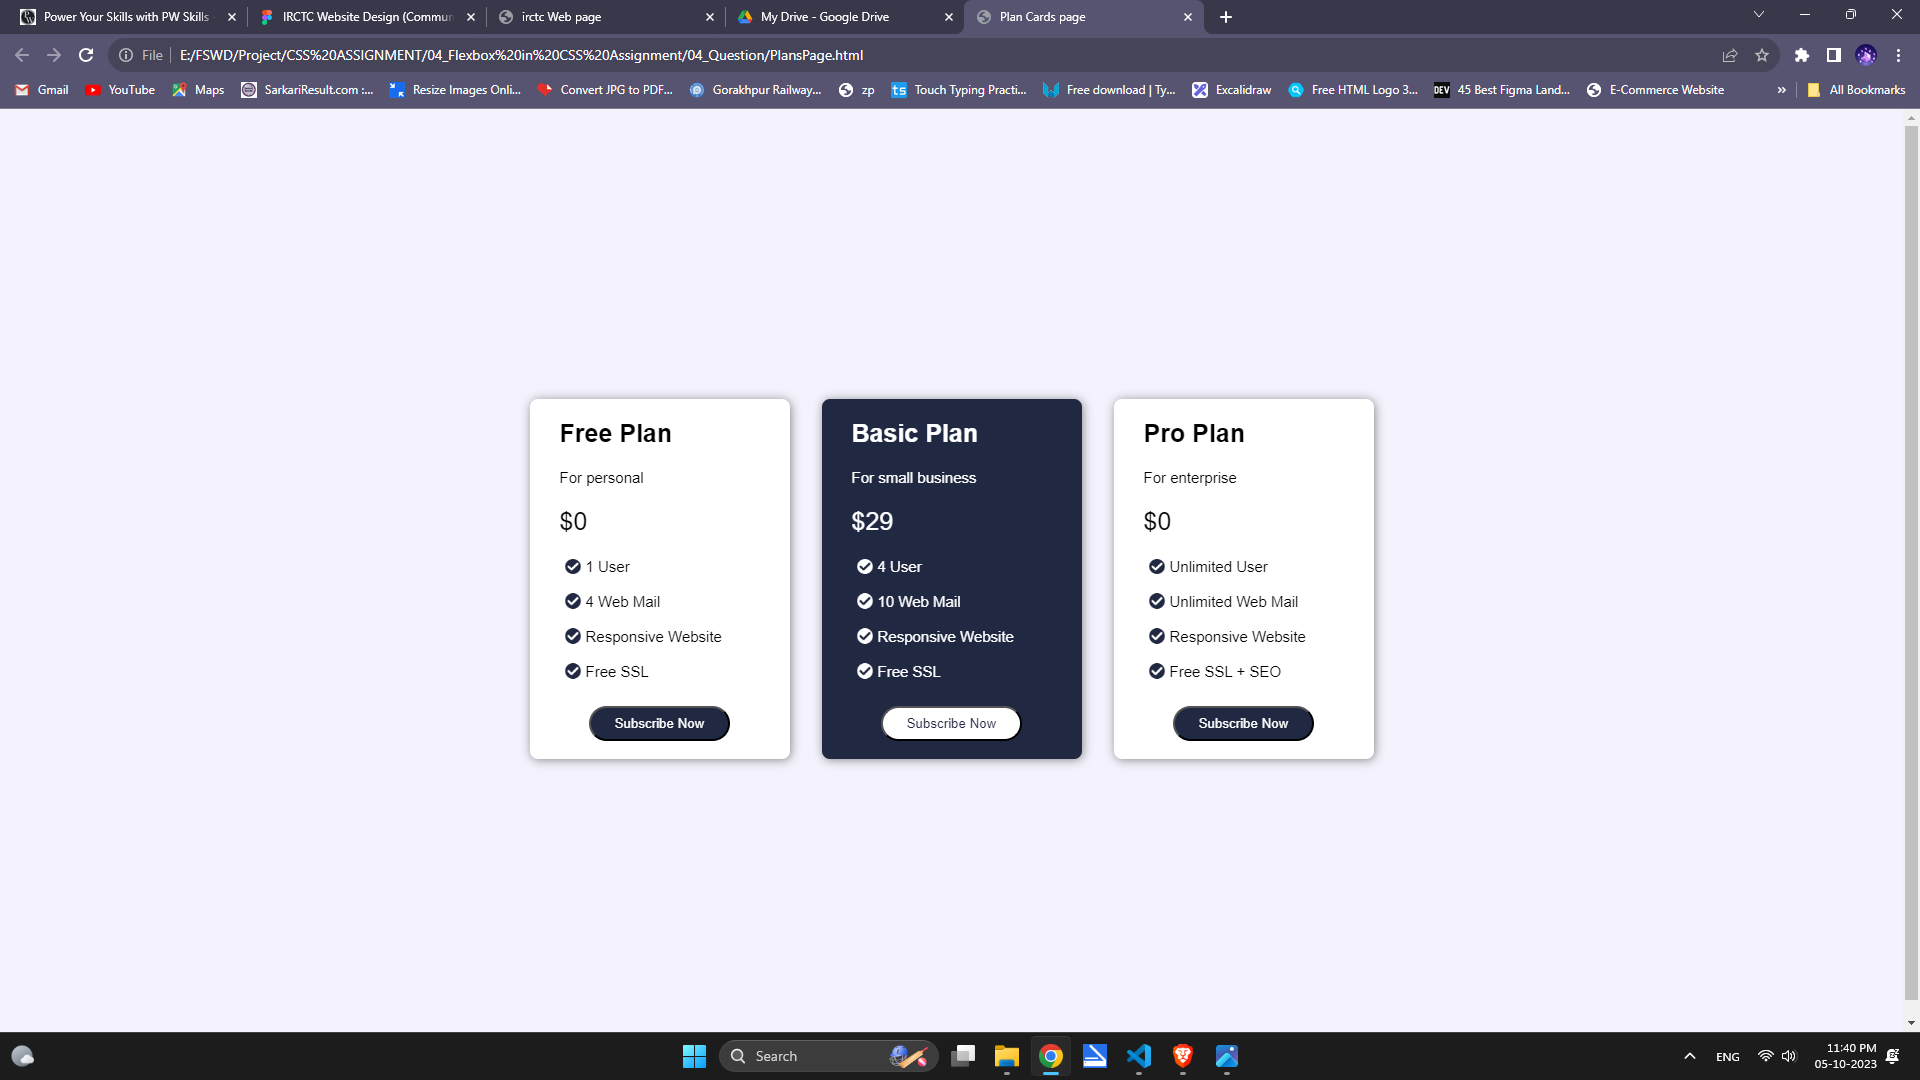 Power Your Skills with PW Skills
IRCTC Website Design (Commun
irctc Web page
My Drive - Google Drive
Plan Cards page
File
E:/FSWD/Project/CSS%20ASSIGNMENT/04_Flexbox%20in%20CSS%20Assignment/04_Question/PlansPage.html
Gmail
YouTube
Maps
SarkariResult.com :...
Resize Images Onli...
Convert JPG to PDF...
Gorakhpur Railway...
zp
ts
Touch Typing Practi...
Free download | Ty...
Excalidraw
Free HTML Logo 3...
DEV
45 Best Figma Land...
E-Commerce Website
»
All Bookmarks
Free Plan
For personal
$0
1 User
4 Web Mail
Responsive Website
Free SSL
Subscribe Now
Basic Plan
For small business
$29
4 User
10 Web Mail
Responsive Website
Free SSL
Subscribe Now
Pro Plan
For enterprise
$0
Unlimited User
Unlimited Web Mail
Responsive Website
Free SSL + SEO
Subscribe Now
Search
ENG
11:40 PM
05-10-2023